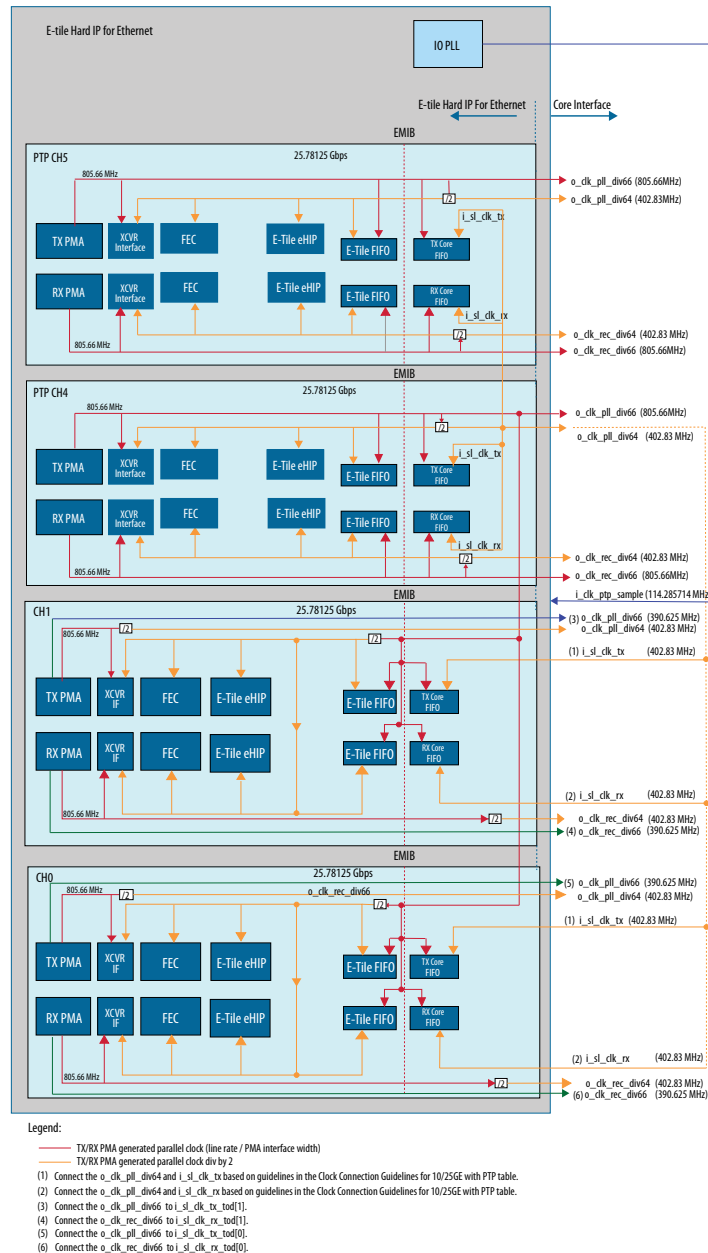 E-tile Hard IP for Ethernet
IO PLL
E-tile Hard IP For Ethernet
Core Interface
EMIB
PTP CH5
25.78125 Gbps
805.66 MHz
o_clk_pll_div66 (805.66MHz)
/2
o_clk_pll_div64 (402.83MHz)
i_sl_clk_tx
TX PMA
XCVR
Interface
FEC
E-Tile eHIP
E-Tile FIFO
TX Core
FIFO
RX PMA
XCVR
Interface
FEC
E-Tile eHIP
E-Tile FIFO
RX Core
FIFO
i_sl_clk_rx
/2
o_clk_rec_div64 (402.83 MHz)
805.66 MHz
o_clk_rec_div66 (805.66MHz)
EMIB
PTP CH4
25.78125 Gbps
805.66 MHz
o_clk_pll_div66 (805.66MHz)
/2
o_clk_pll_div64 (402.83 MHz)
i_sl_clk_tx
TX PMA
XCVR
Interface
FEC
E-Tile eHIP
E-Tile FIFO
TX Core
FIFO
RX PMA
XCVR
Interface
FEC
E-Tile eHIP
E-Tile FIFO
RX Core
FIFO
i_sl_clk_rx
/2
o_clk_rec_div64 (402.83 MHz)
805.66 MHz
o_clk_rec_div66 (805.66MHz)
EMIB
i_clk_ptp_sample (114.285714 MHz
CH1
25.78125 Gbps
(3) o_clk_pll_div66 (390.625 MHz)
805.66 MHz
/2
o_clk_pll_div64 (402.83 MHz)
/2
(1) i_sl_clk_tx (402.83 MHz)
TX PMA
XCVR
IF
FEC
E-Tile eHIP
E-Tile FIFO
TX Core
FIFO
RX PMA
XCVR
IF
FEC
E-Tile eHIP
E-Tile FIFO
RX Core
FIFO
(2) i_sl_clk_rx (402.83 MHz)
805.66 MHz
/2
o_clk_rec_div64 (402.83 MHz)
(4) o_clk_rec_div66 (390.625 MHz)
EMIB
CH0
25.78125 Gbps
(5) o_clk_pll_div66 (390.625 MHz)
805.66 MHz
/2
o_clk_rec_div66
o_clk_pll_div64 (402.83 MHz)
/2
(1) i_sl_clk_tx (402.83 MHz)
TX PMA
XCVR
IF
FEC
E-Tile eHIP
E-Tile FIFO
TX Core
FIFO
RX PMA
XCVR
IF
FEC
E-Tile eHIP
E-Tile FIFO
RX Core
FIFO
(2) i_sl_clk_rx (402.83 MHz)
805.66 MHz
/2
o_clk_rec_div64 (402.83 MHz)
(6) o_clk_rec_div66 (390.625 MHz)
Legend:
TX/RX PMA generated parallel clock (line rate / PMA interface width)
TX/RX PMA generated parallel clock div by 2
(1) Connect the o_clk_pll_div64 and i_sl_clk_tx based on guidelines in the Clock Connection Guidelines for 10/25GE with PTP table.
(2) Connect the o_clk_pll_div64 and i_sl_clk_rx based on guidelines in the Clock Connection Guidelines for 10/25GE with PTP table.
(3) Connect the o_clk_pll_div66 to i_sl_clk_tx_tod[1].
(4) Connect the o_clk_rec_div66 to i_sl_clk_rx_tod[1].
(5) Connect the o_clk_pll_div66 to i_sl_clk_tx_tod[0].
(6) Connect the o_clk_rec_div66 to i_sl_clk_rx_tod[0].